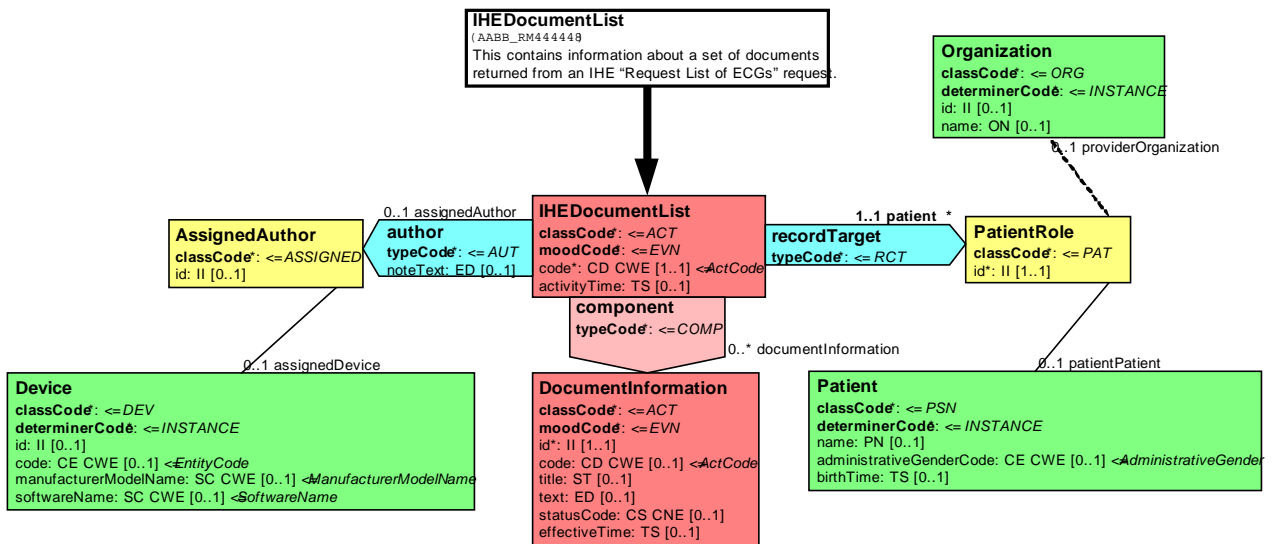 IHEDocumentList
(AABB_RM444448)
This contains information about a set of documents
returned from an IHE “Request List of ECGs” request.
Organization
classCode*: <= ORG
determinerCode*: <= INSTANCE
id: II [0..1]
name: ON [0..1]
0..1 providerOrganization
0..1 assignedAuthor
AssignedAuthor
classCode*: <= ASSIGNED
id: II [0..1]
author
typeCode*: <= AUT
noteText: ED [0..1]
IHEDocumentList
classCode*: <= ACT
moodCode*: <= EVN
code*: CD CWE [1..1] <= ActCode
activityTime: TS [0..1]
1..1 patient *
recordTarget
typeCode*: <= RCT
PatientRole
classCode*: <= PAT
id*: II [1..1]
component
typeCode*: <= COMP
0..* documentInformation
0..1 assignedDevice
0..1 patientPatient
Device
classCode*: <= DEV
determinerCode*: <= INSTANCE
id: II [0..1]
code: CE CWE [0..1] <= EntityCode
manufacturerModelName: SC CWE [0..1] <= ManufacturerModelName
softwareName: SC CWE [0..1] <= SoftwareName
DocumentInformation
classCode*: <= ACT
moodCode*: <= EVN
id*: II [1..1]
code: CD CWE [0..1] <= ActCode
title: ST [0..1]
text: ED [0..1]
statusCode: CS CNE [0..1]
effectiveTime: TS [0..1]
Patient
classCode*: <= PSN
determinerCode*: <= INSTANCE
name: PN [0..1]
administrativeGenderCode: CE CWE [0..1] <= AdministrativeGender
birthTime: TS [0..1]